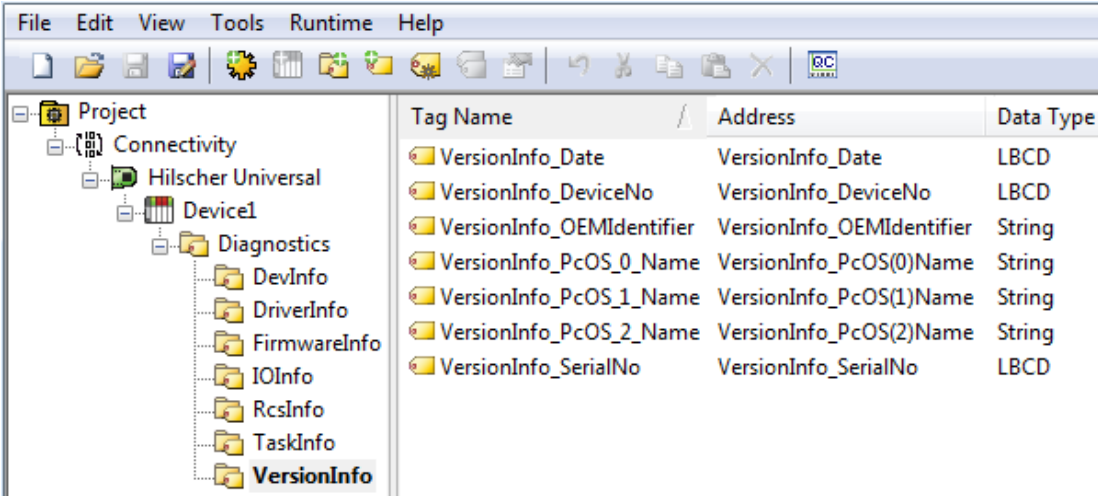 File Edit View Tools Runtime Help
QC
Project
Connectivity
Hilscher Universal
Device1
Diagnostics
DevInfo
DriverInfo
FirmwareInfo
IOInfo
RcsInfo
TaskInfo
VersionInfo
Tag Name Address Data Type
VersionInfo_Date VersionInfo_Date LBCD
VersionInfo_DeviceNo VersionInfo_DeviceNo LBCD
VersionInfo_OEMIdentifier VersionInfo_OEMIdentifier String
VersionInfo_PcOS_0_Name VersionInfo_PcOS(0)Name String
VersionInfo_PcOS_1_Name VersionInfo_PcOS(1)Name String
VersionInfo_PcOS_2_Name VersionInfo_PcOS(2)Name String
VersionInfo_SerialNo VersionInfo_SerialNo LBCD